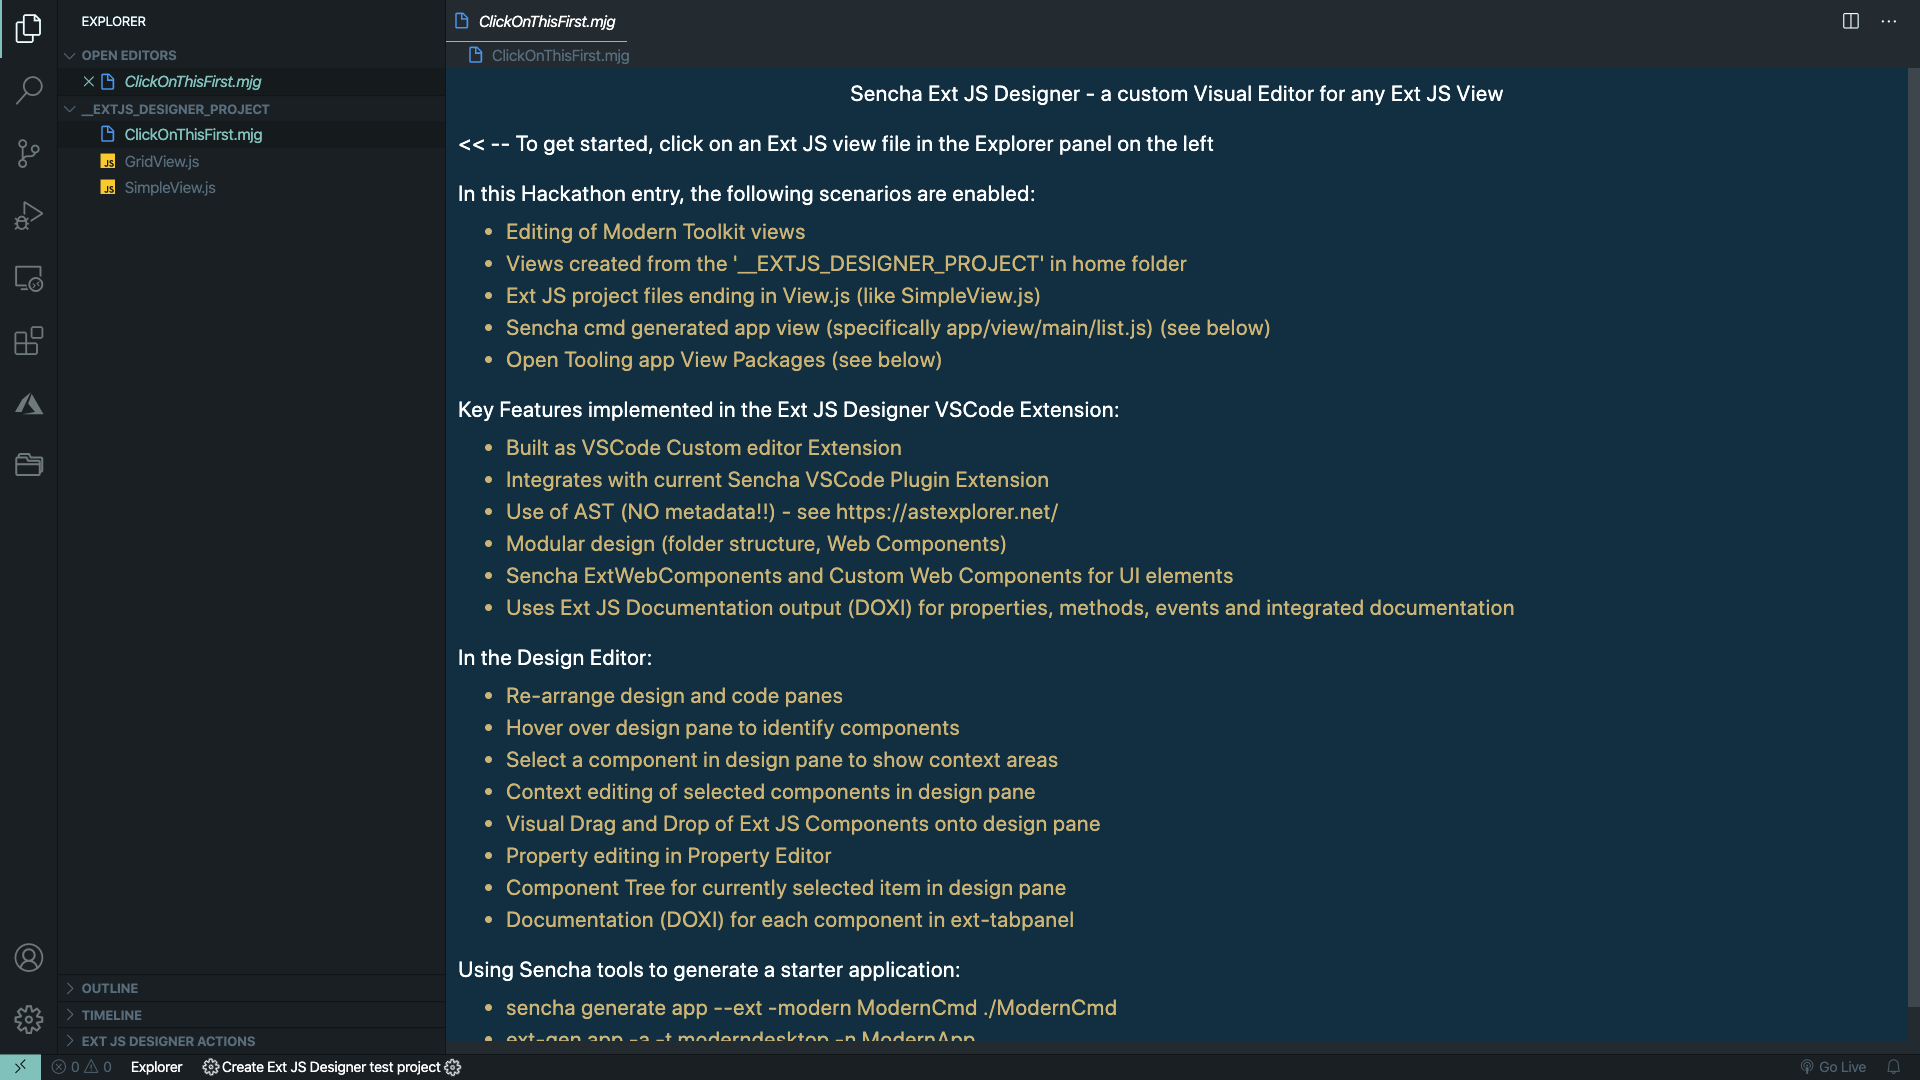 EXPLORER
OPEN EDITORS
ClickOnThisFirst.mjg
__EXTJS_DESIGNER_PROJECT
ClickOnThisFirst.mjg
JS GridView.js
JS SimpleView.js
OUTLINE
TIMELINE
EXT JS DESIGNER ACTIONS
ClickOnThisFirst.mjg
ClickOnThisFirst.mjg
Sencha Ext JS Designer - a custom Visual Editor for any Ext JS View
<< -- To get started, click on an Ext JS view file in the Explorer panel on the left
In this Hackathon entry, the following scenarios are enabled:
• Editing of Modern Toolkit views
• Views created from the '__EXTJS_DESIGNER_PROJECT' in home folder
• Ext JS project files ending in View.js (like SimpleView.js)
• Sencha cmd generated app view (specifically app/view/main/list.js) (see below)
• Open Tooling app View Packages (see below)
Key Features implemented in the Ext JS Designer VSCode Extension:
• Built as VSCode Custom editor Extension
• Integrates with current Sencha VSCode Plugin Extension
• Use of AST (NO metadata!!) - see https://astexplorer.net/
• Modular design (folder structure, Web Components)
• Sencha ExtWebComponents and Custom Web Components for UI elements
• Uses Ext JS Documentation output (DOXI) for properties, methods, events and integrated documentation
In the Design Editor:
• Re-arrange design and code panes
• Hover over design pane to identify components
• Select a component in design pane to show context areas
• Context editing of selected components in design pane
• Visual Drag and Drop of Ext JS Components onto design pane
• Property editing in Property Editor
• Component Tree for currently selected item in design pane
• Documentation (DOXI) for each component in ext-tabpanel
Using Sencha tools to generate a starter application:
• sencha generate app --ext -modern ModernCmd ./ModernCmd
• ext-gen app -a -t moderndesktop -n ModernApp
0 0 Explorer Create Ext JS Designer test project Go Live